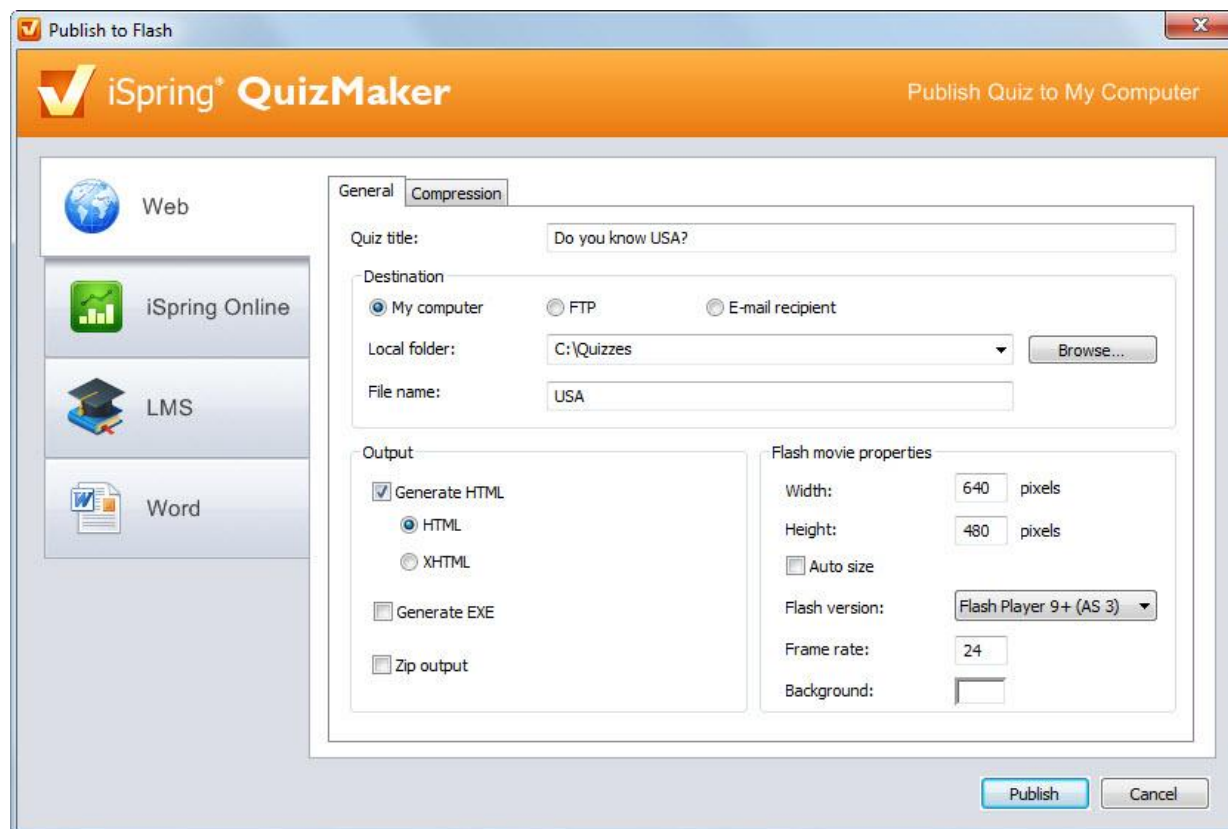 Publish to Flash
iSpring® QuizMaker
Publish Quiz to My Computer
Web
iSpring Online
LMS
Word
General
Compression
Quiz title:
Do you know USA?
Destination
My computer
FTP
E-mail recipient
Local folder:
C:\Quizzes
Browse...
File name:
USA
Output
Generate HTML
HTML
XHTML
Generate EXE
Zip output
Flash movie properties
Width:
640
pixels
Height:
480
pixels
Auto size
Flash version:
Flash Player 9+ (AS 3)
Frame rate:
24
Background:
Publish
Cancel